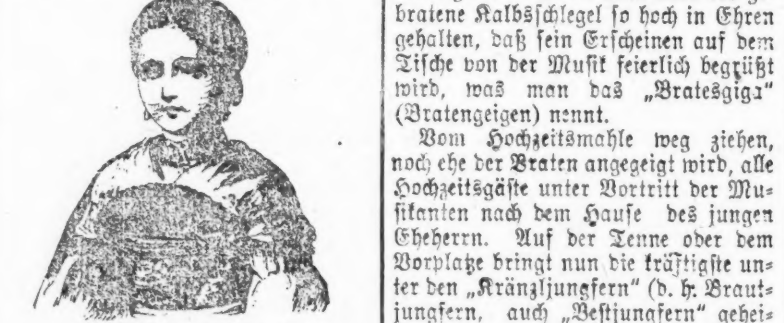 bratene Kalbsschlegel so hoch in Ehren
gehalten, daß sein Erscheinen auf dem
Tische von der Musik feierlich begrüßt
wird, was man das „Bratesgiga"
(Bratengeigen) nennt.
Vom Hochzeitsmahle weg ziehen,
noch ehe der Braten angegeigt wird, alle
Hochzeitsgäste unter Vortritt der Mu-
sikanten nach dem Hause des jungen
Eheherrn. Auf der Tenne oder dem
Vorplatze bringt nun die kräftigste un-
ter den „Kränzljungfern" (d. h. Braut-
jungfern, auch „Bestjungfern" gehei-